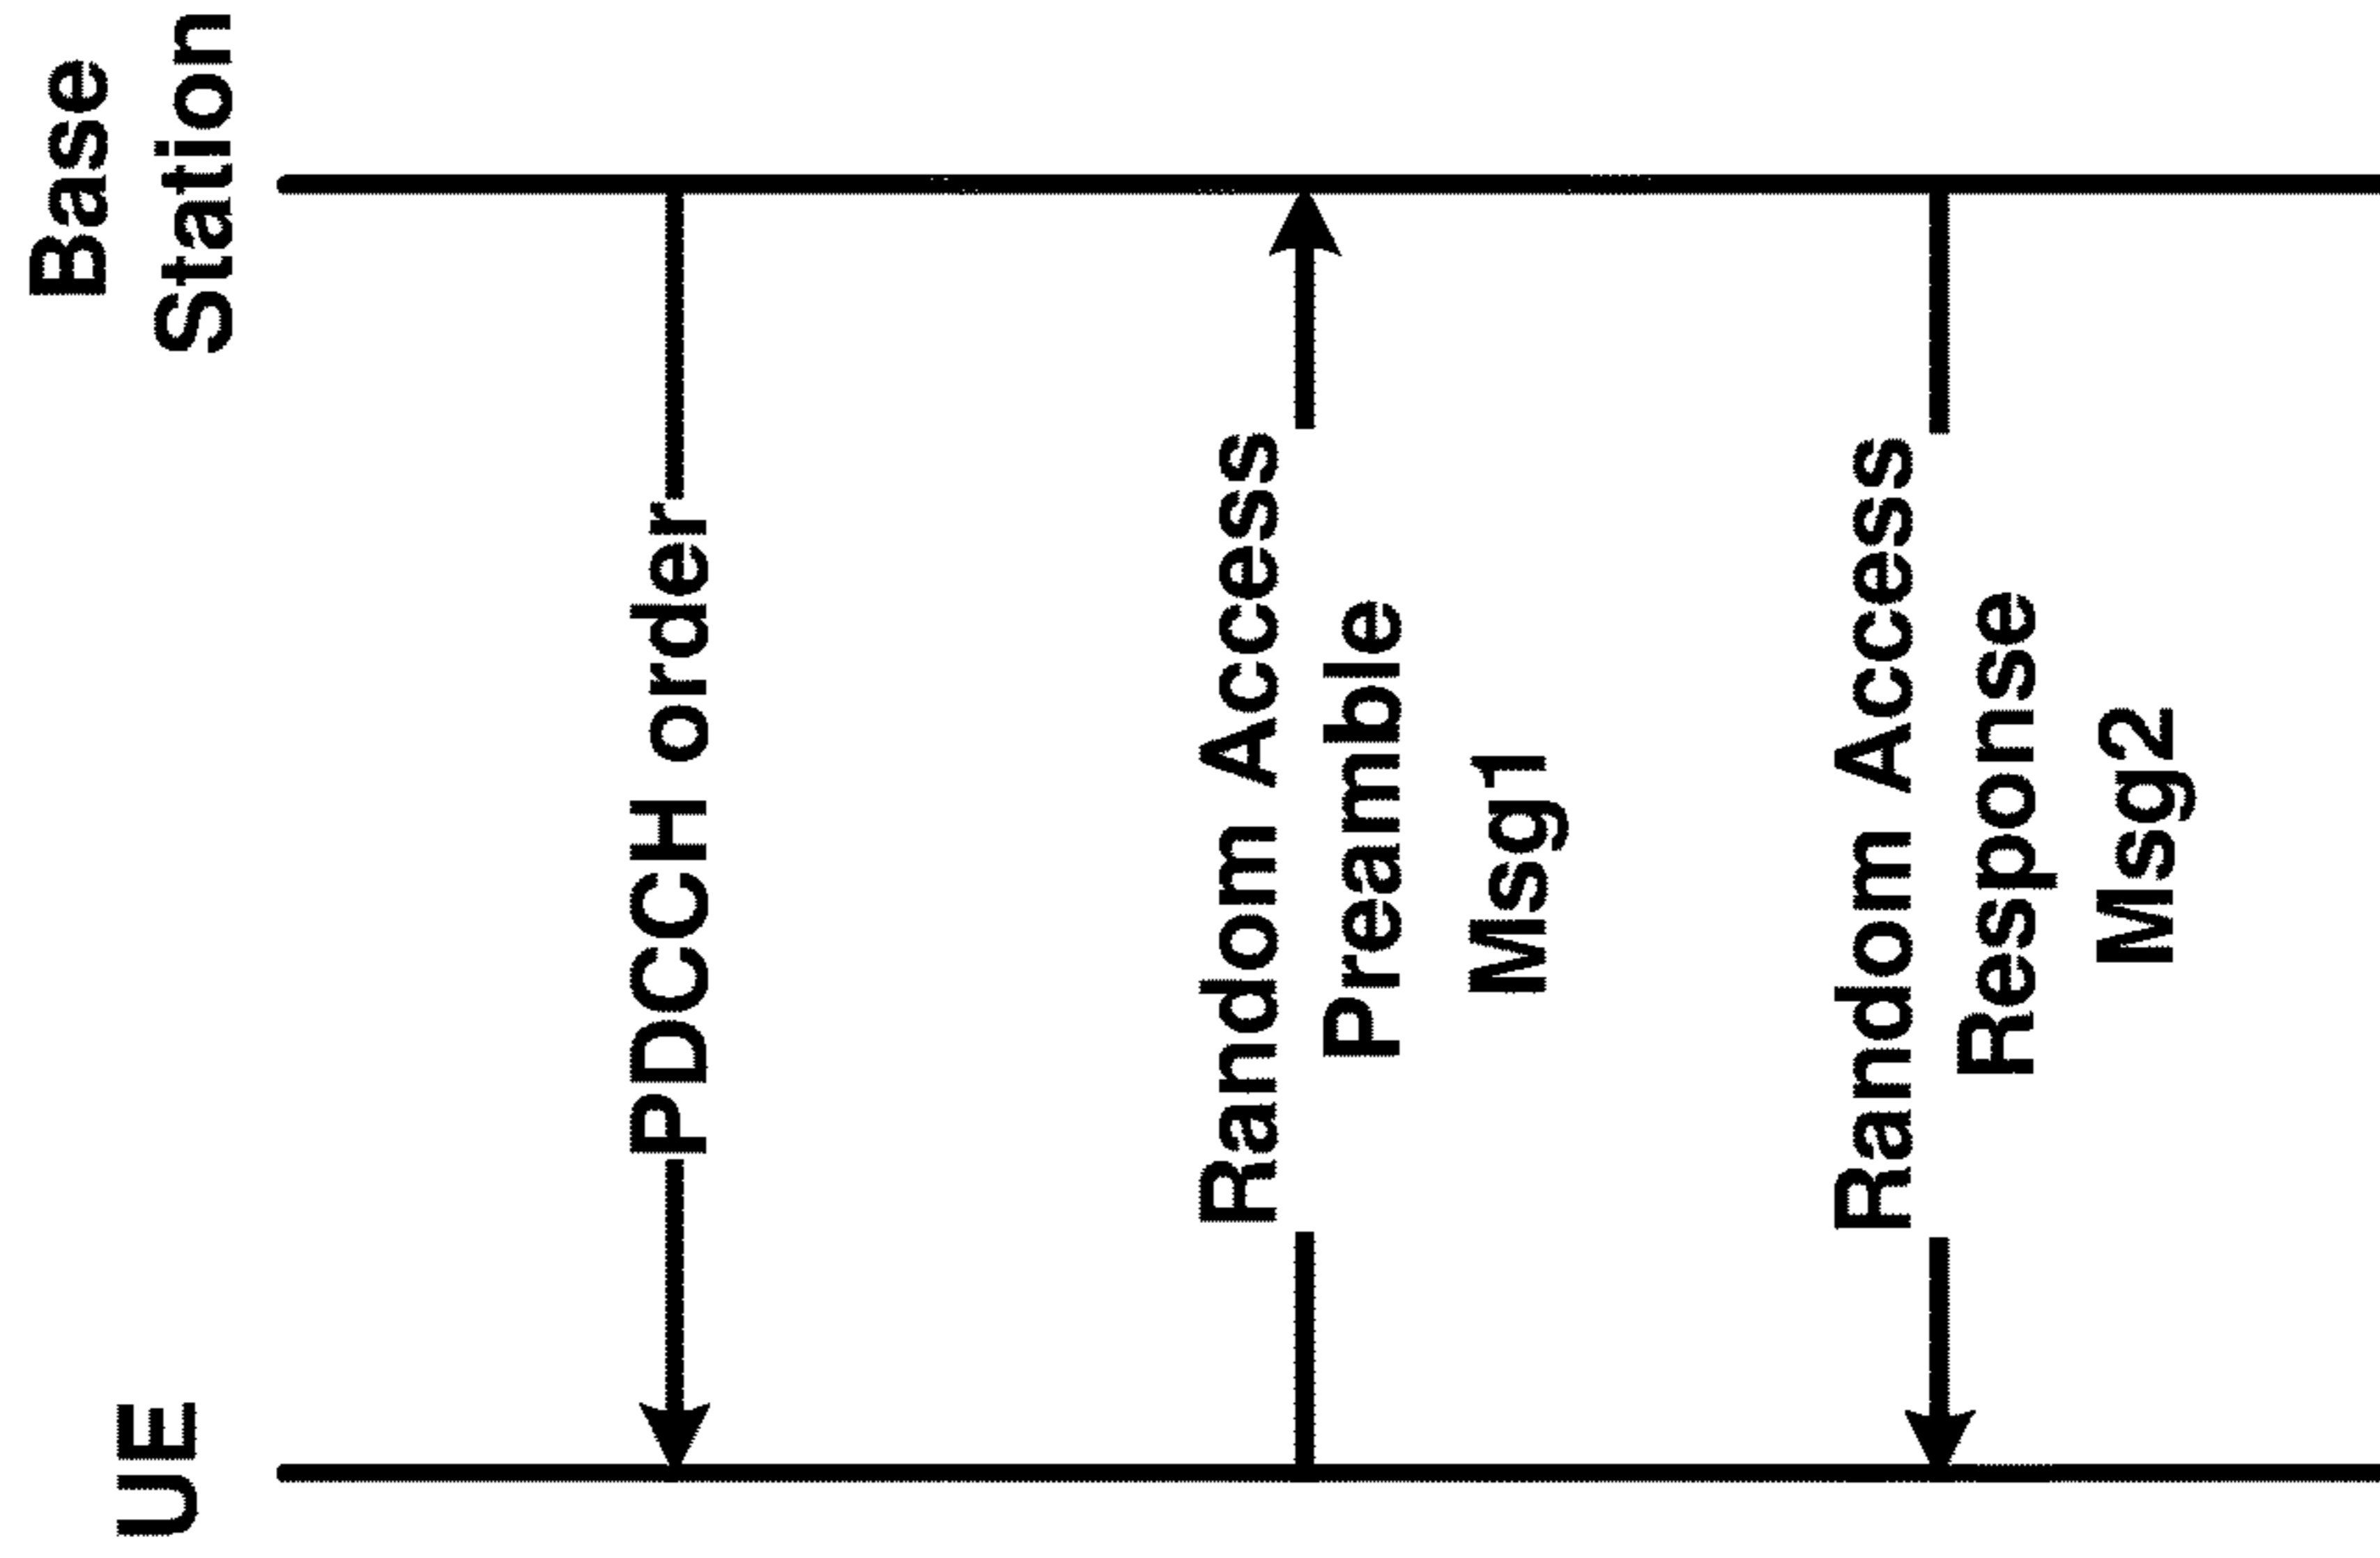 UE
Base
Station
PDCCH order
Random Access
Preamble
Msg1
Random Access
Response
Msg2